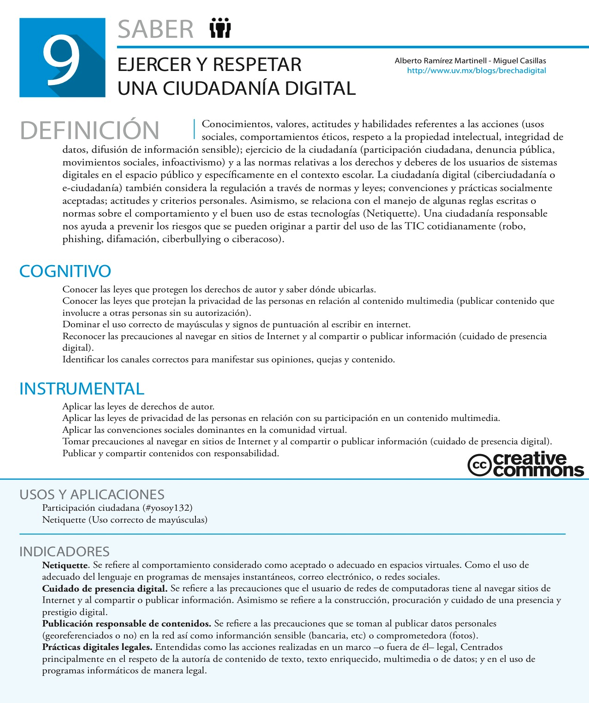 9
SABER
EJERCER Y RESPETAR
UNA CIUDADANÍA DIGITAL
Alberto Ramírez Martinell - Miguel Casillas
http://www.uv.mx/blogs/brechadigital
DEFINICIÓN
Conocimientos, valores, actitudes y habilidades referentes a las acciones (usos
sociales, comportamientos éticos, respeto a la propiedad intelectual, integridad de
datos, difusión de información sensible); ejercicio de la ciudadanía (participación ciudadana, denuncia pública,
movimientos sociales, infoactivismo) y a las normas relativas a los derechos y deberes de los usuarios de sistemas
digitales en el espacio público y específicamente en el contexto escolar. La ciudadanía digital (ciberciudadanía o
e-ciudadanía) también considera la regulación a través de normas y leyes; convenciones y prácticas socialmente
aceptadas; actitudes y criterios personales. Asimismo, se relaciona con el manejo de algunas reglas escritas o
normas sobre el comportamiento y el buen uso de estas tecnologías (Netiquette). Una ciudadanía responsable
nos ayuda a prevenir los riesgos que se pueden originar a partir del uso de las TIC cotidianamente (robo,
phishing, difamación, ciberbullying o ciberacoso).
COGNITIVO
Conocer las leyes que protegen los derechos de autor y saber dónde ubicarlas.
Conocer las leyes que protejan la privacidad de las personas en relación al contenido multimedia (publicar contenido que
involucre a otras personas sin su autorización).
Dominar el uso correcto de mayúsculas y signos de puntuación al escribir en internet.
Reconocer las precauciones al navegar en sitios de Internet y al compartir o publicar información (cuidado de presencia
digital).
Identificar los canales correctos para manifestar sus opiniones, quejas y contenido.
INSTRUMENTAL
Aplicar las leyes de derechos de autor.
Aplicar las leyes de privacidad de las personas en relación con su participación en un contenido multimedia.
Aplicar las convenciones sociales dominantes en la comunidad virtual.
Tomar precauciones al navegar en sitios de Internet y al compartir o publicar información (cuidado de presencia digital).
Publicar y compartir contenidos con responsabilidad.
cc creative
commons
USOS Y APLICACIONES
Participación ciudadana (#yosoy132)
Netiquette (Uso correcto de mayúsculas)
INDICADORES
Netiquette. Se refiere al comportamiento considerado como aceptado o adecuado en espacios virtuales. Como el uso de
adecuado del lenguaje en programas de mensajes instantáneos, correo electrónico, o redes sociales.
Cuidado de presencia digital. Se refiere a las precauciones que el usuario de redes de computadoras tiene al navegar sitios de
Internet y al compartir o publicar información. Asimismo se refiere a la construcción, procuración y cuidado de una presencia y
prestigio digital.
Publicación responsable de contenidos. Se refiere a las precauciones que se toman al publicar datos personales
(georeferenciados o no) en la red así como informanción sensible (bancaria, etc) o comprometedora (fotos).
Prácticas digitales legales. Entendidas como las acciones realizadas en un marco –o fuera de él– legal, Centrados
principalmente en el respeto de la autoría de contenido de texto, texto enriquecido, multimedia o de datos; y en el uso de
programas informáticos de manera legal.